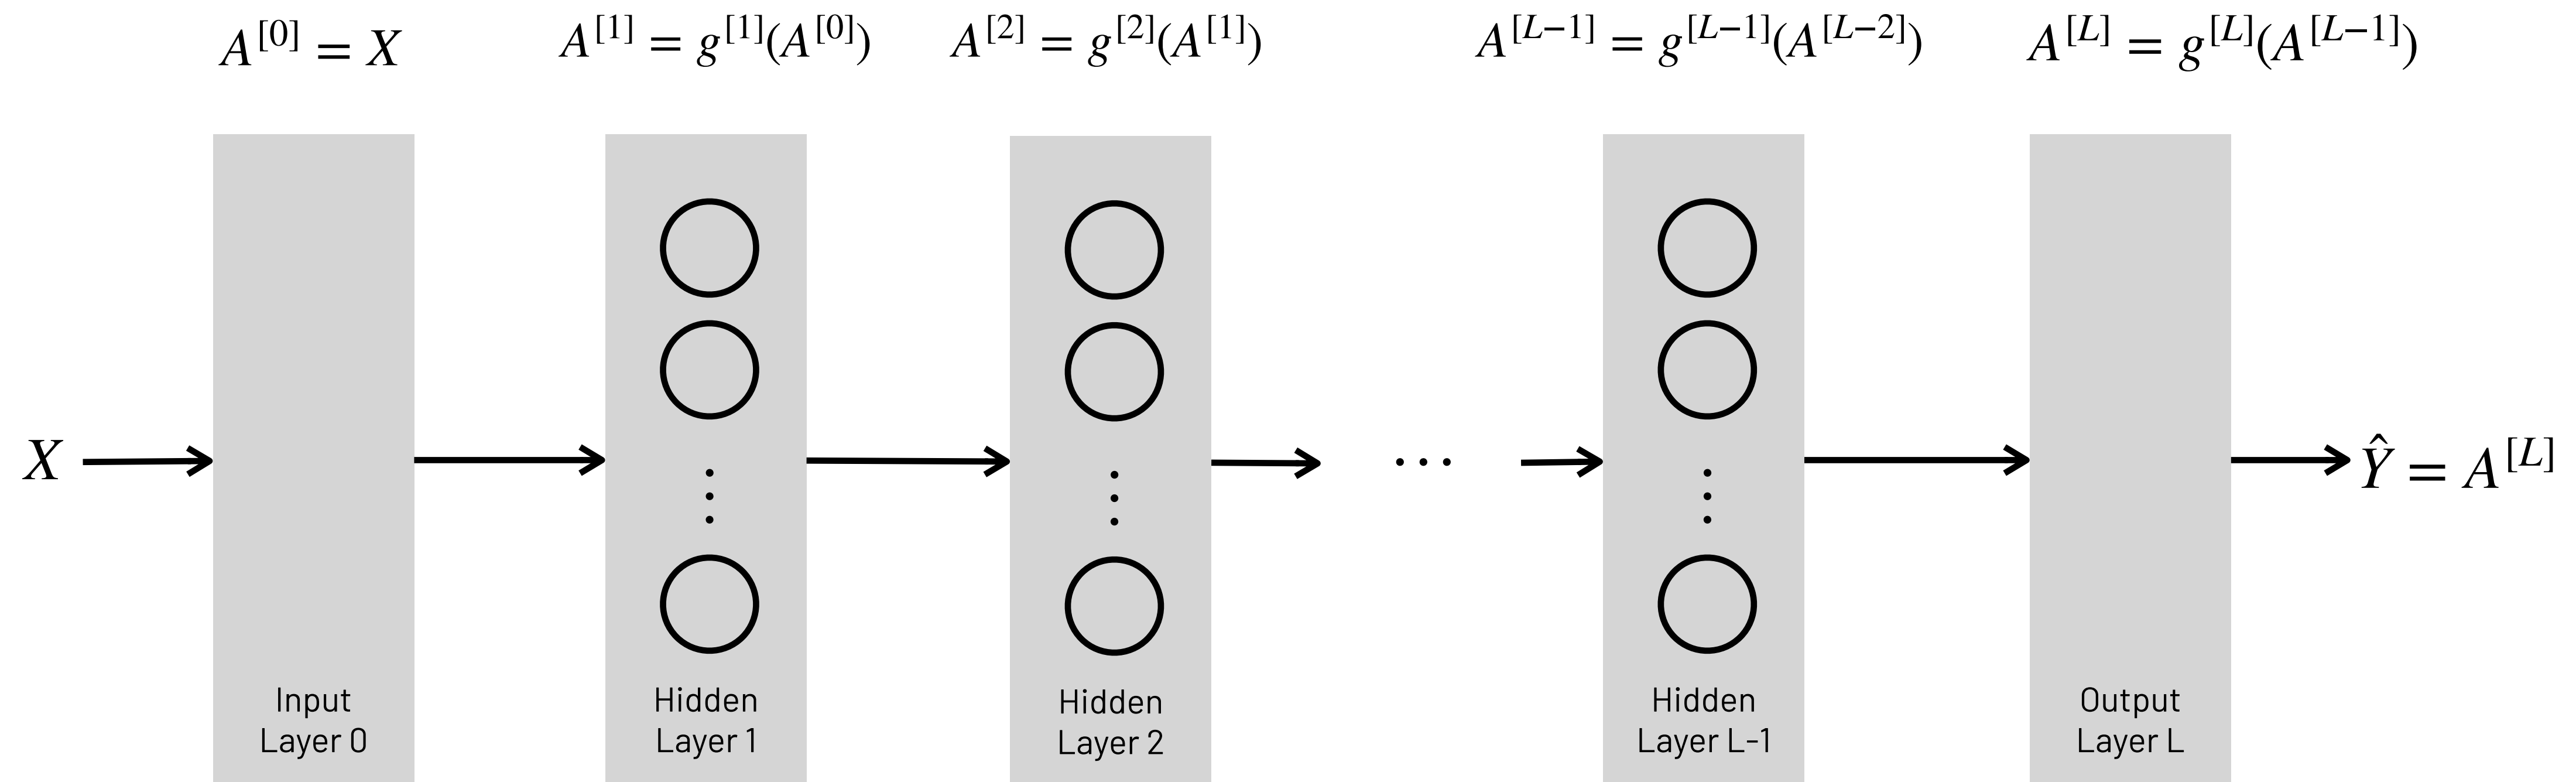 A^{[0]} = X
A^{[1]} = g^{[1]}(A^{[0]})
A^{[2]} = g^{[2]}(A^{[1]})
A^{[L−1]} = g^{[L−1]}(A^{[L−2]})
A^{[L]} = g^{[L]}(A^{[L−1]})
X
...
Ŷ = A^{[L]}
Input
Layer 0
Hidden
Layer 1
Hidden
Layer 2
Hidden
Layer L-1
Output
Layer L